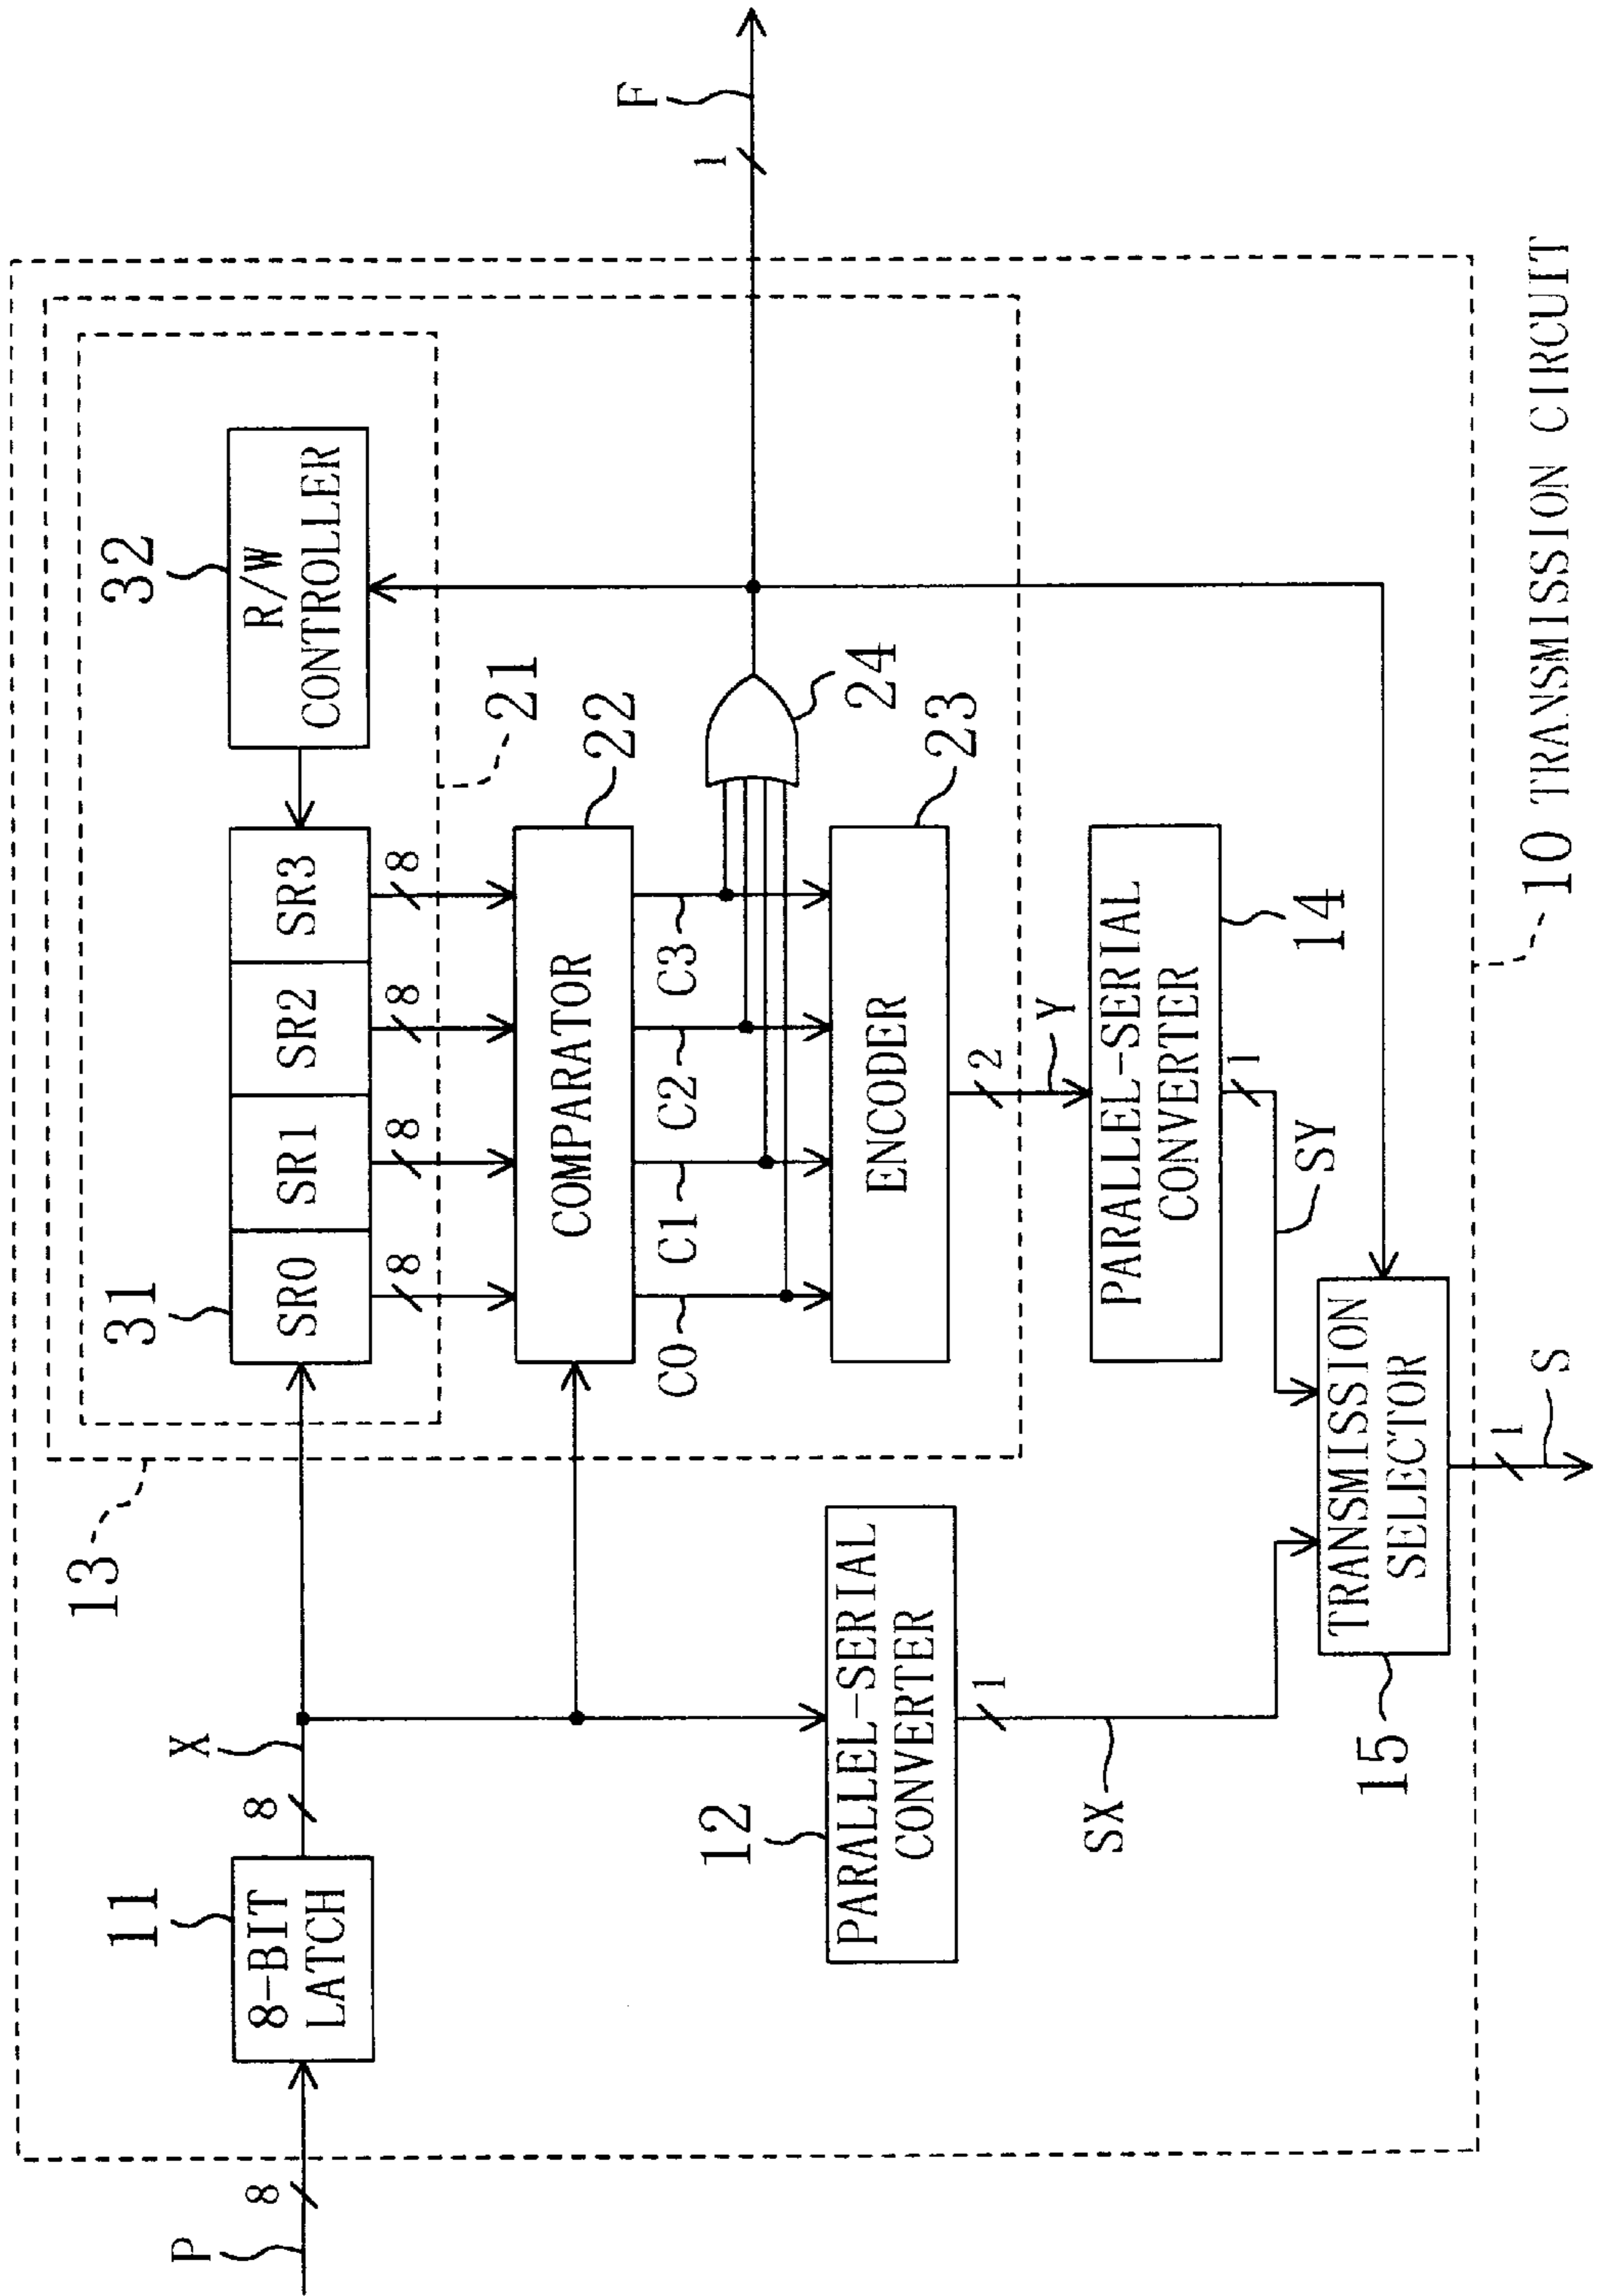 P
8
11
8-BIT
LATCH
8
X
13
31
SR0
SR1
SR2
SR3
32
R/W
CONTROLLER
8
8
8
8
21
COMPARATOR
22
C0
C1
C2
C3
24
1
F
ENCODER
23
12
PARALLEL-SERIAL
CONVERTER
1
SX
2
Y
PARALLEL-SERIAL
CONVERTER
14
1
SY
15
TRANSMISSION
SELECTOR
1
S
10 TRANSMISSION CIRCUIT